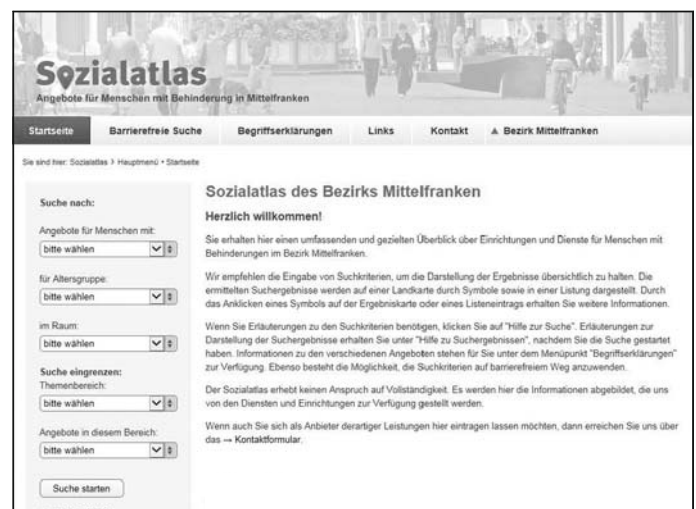 Sozialatlas
Angebote für Menschen mit Behinderung in Mittelfranken
Startseite Barrierefreie Suche Begriffserklärungen Links Kontakt ▲ Bezirk Mittelfranken
Sie sind hier: Sozialatlas > Hauptmenü • Startseite
Suche nach:
Angebote für Menschen mit:
bitte wählen
für Altersgruppe:
bitte wählen
im Raum:
bitte wählen
Suche eingrenzen:
Themenbereich:
bitte wählen
Angebote in diesem Bereich:
bitte wählen
Suche starten
Sozialatlas des Bezirks Mittelfranken
Herzlich willkommen!
Sie erhalten hier einen umfassenden und gezielten Überblick über Einrichtungen und Dienste für Menschen mit
Behinderungen im Bezirk Mittelfranken.
Wir empfehlen die Eingabe von Suchkriterien, um die Darstellung der Ergebnisse übersichtlich zu halten. Die
ermittelten Suchergebnisse werden auf einer Landkarte durch Symbole sowie in einer Listung dargestellt. Durch
das Anklicken eines Symbols auf der Ergebniskarte oder eines Listeneintrags erhalten Sie weitere Informationen.
Wenn Sie Erläuterungen zu den Suchkriterien benötigen, klicken Sie auf "Hilfe zur Suche". Erläuterungen zur
Darstellung der Suchergebnisse erhalten Sie unter "Hilfe zu Suchergebnissen", nachdem Sie die Suche gestartet
haben. Informationen zu den verschiedenen Angeboten stehen für Sie unter dem Menüpunkt "Begriffserklärungen"
zur Verfügung. Ebenso besteht die Möglichkeit, die Suchkriterien auf barrierefreiem Weg anzuwenden.
Der Sozialatlas erhebt keinen Anspruch auf Vollständigkeit. Es werden hier die Informationen abgebildet, die uns
von den Diensten und Einrichtungen zur Verfügung gestellt werden.
Wenn auch Sie sich als Anbieter derartiger Leistungen hier eintragen lassen möchten, dann erreichen Sie uns über
das → Kontaktformular.